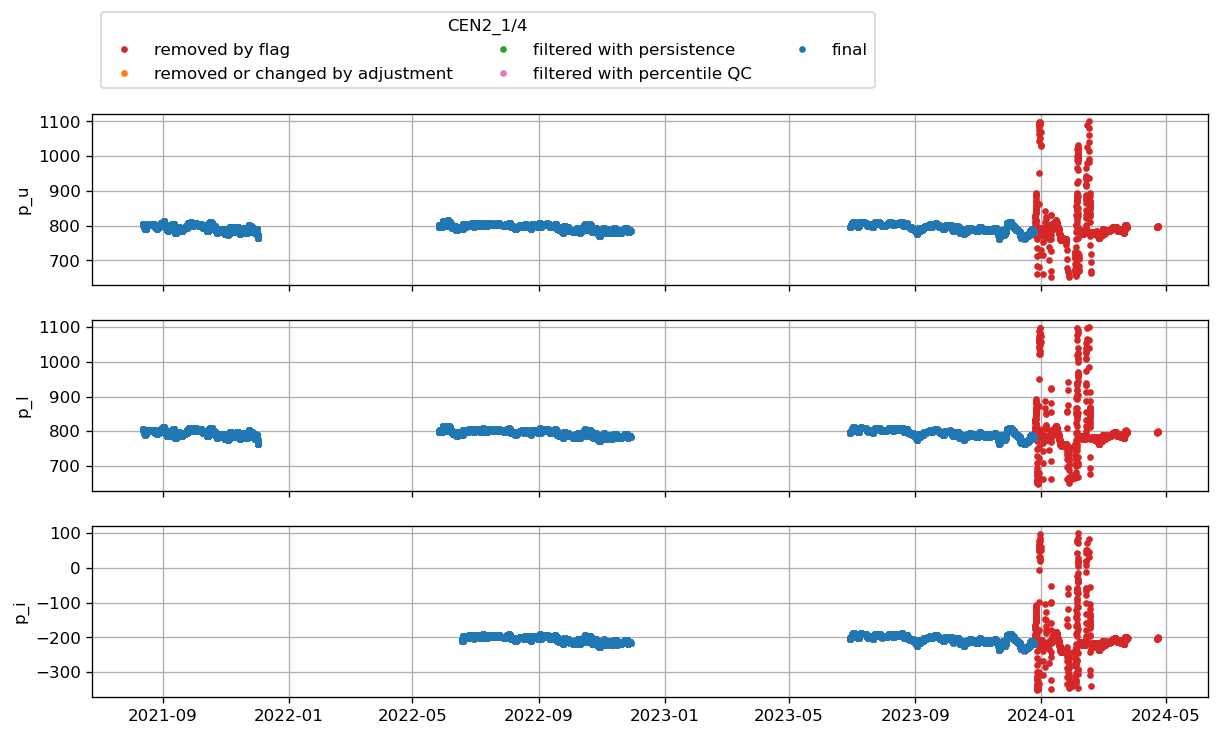 CEN2_1/4
removed by flag
filtered with persistence
final
removed or changed by adjustment
filtered with percentile QC
1100
1000
900
800
700
p_u
1100
1000
900
800
700
p_l
100
0
−100
−200
−300
p_i
2021-09
2022-01
2022-05
2022-09
2023-01
2023-05
2023-09
2024-01
2024-05